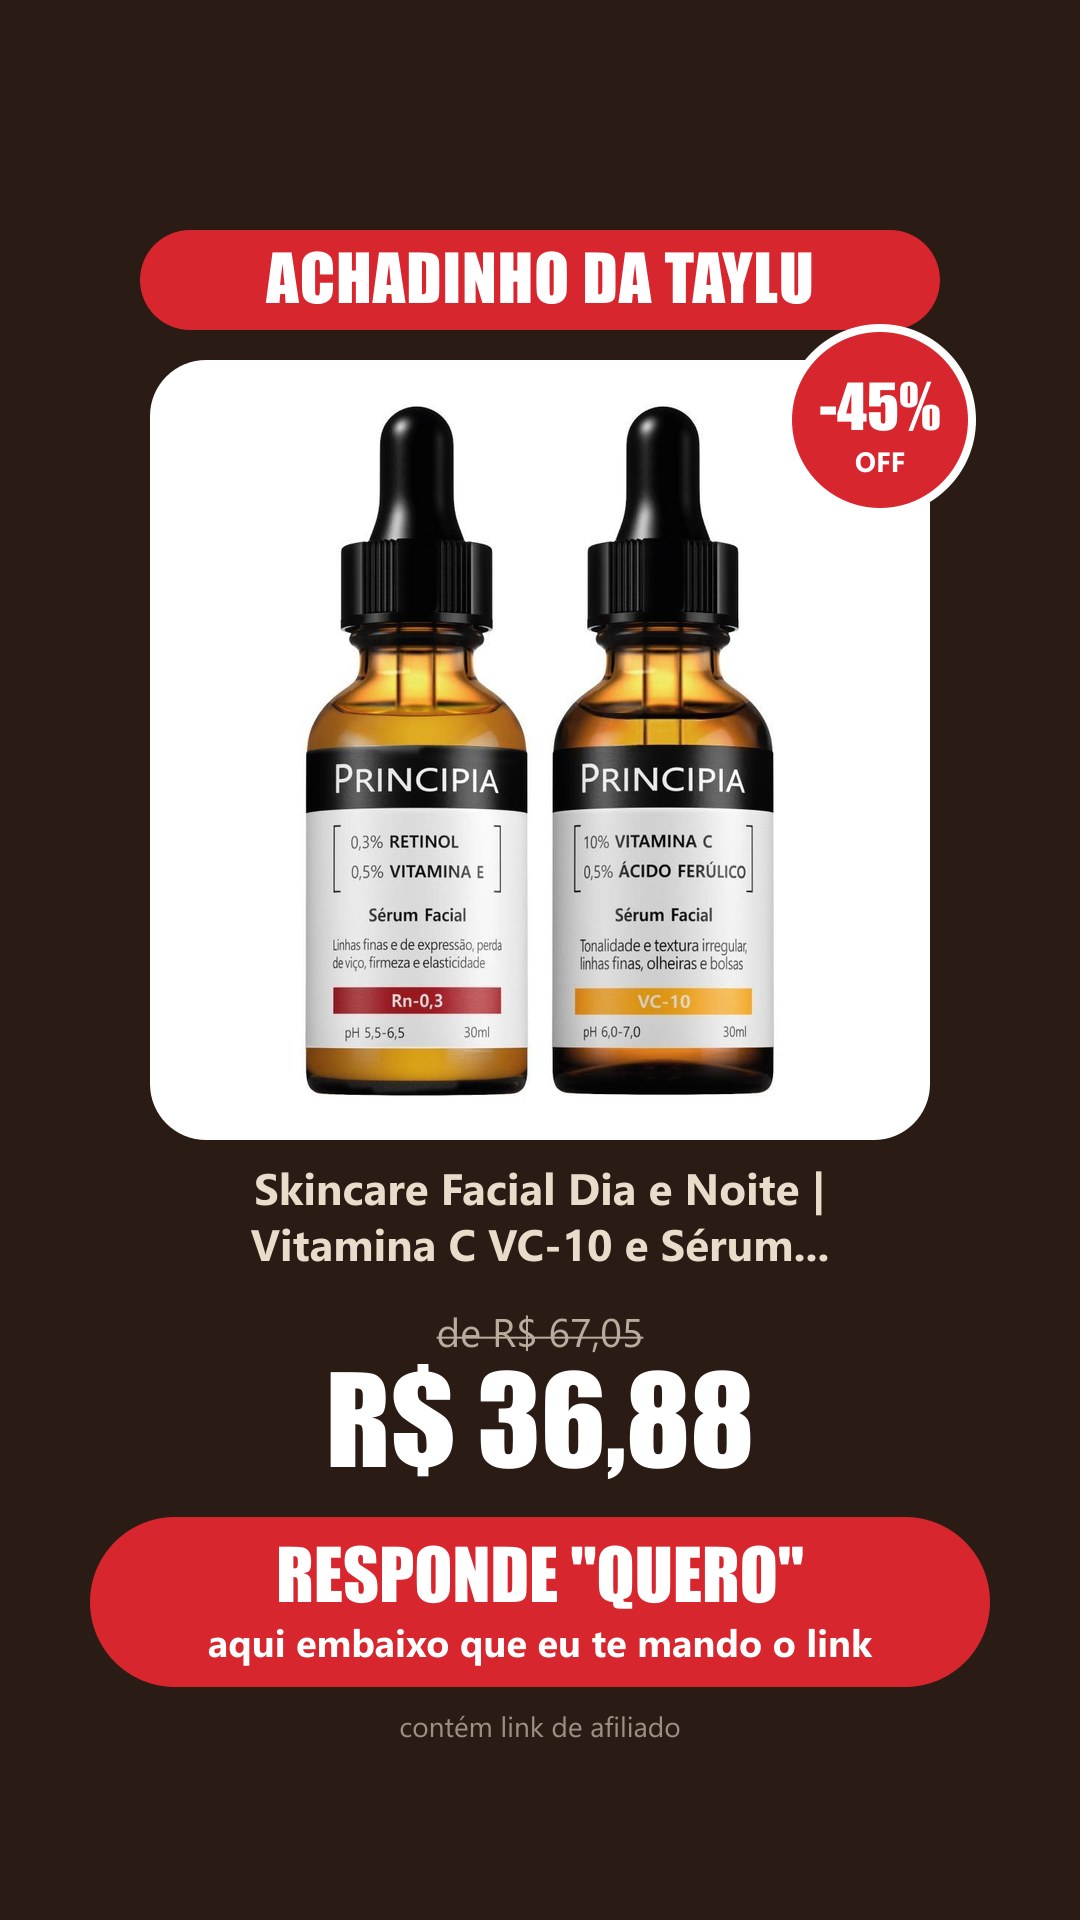 ACHADINHO DA TAYLU
-45%
OFF
PRINCIPIA
0,3% RETINOL
0,5% VITAMINA E
Sérum Facial
Linhas finas e de expressão, perda
de viço, firmeza e elasticidade
Rn-0,3
pH 5,5-6,5 30ml
PRINCIPIA
10% VITAMINA C
0,5% ÁCIDO FERÚLICO
Sérum Facial
Tonalidade e textura irregular,
linhas finas, olheiras e bolsas
VC-10
pH 6,0-7,0 30ml
Skincare Facial Dia e Noite |
Vitamina C VC-10 e Sérum...
de R$ 67,05
R$ 36,88
RESPONDE "QUERO"
aqui embaixo que eu te mando o link
contém link de afiliado